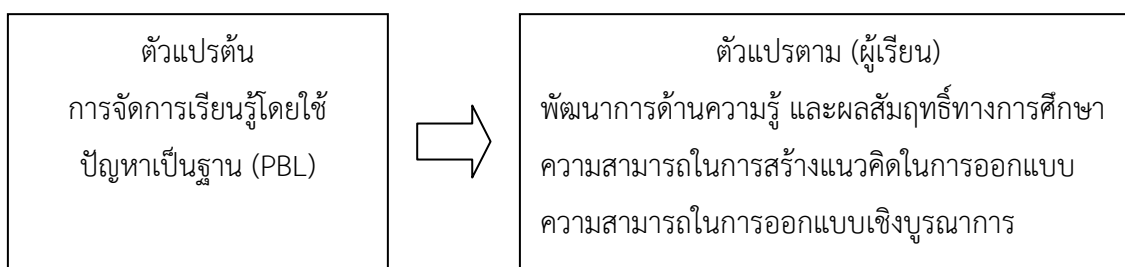 ตัวแปรต้น
การจัดการเรียนรู้โดยใช้
ปัญหาเป็นฐาน (PBL)
ตัวแปรตาม (ผู้เรียน)
พัฒนาการด้านความรู้ และผลสัมฤทธิ์ทางการศึกษา
ความสามารถในการสร้างแนวคิดในการออกแบบ
ความสามารถในการออกแบบเชิงบูรณาการ